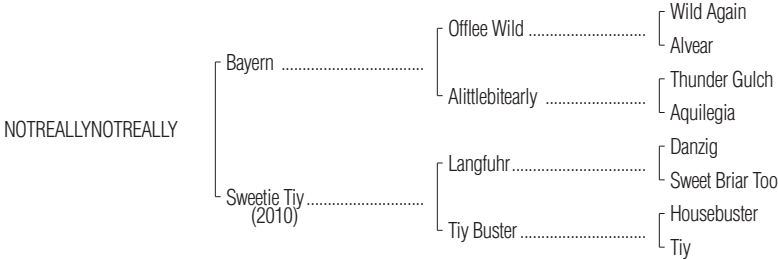 Wild Again
Offlee Wild ..............................
Alvear
Bayern ....................................
Thunder Gulch
Alittlebitearly ..........................
Aquilegia
NOTREALLYNOTREALLY
Danzig
Langfuhr..................................
Sweet Briar Too
Sweetie Tiy ..............................
(2010)
Housebuster
Tiy Buster ................................
Tiy